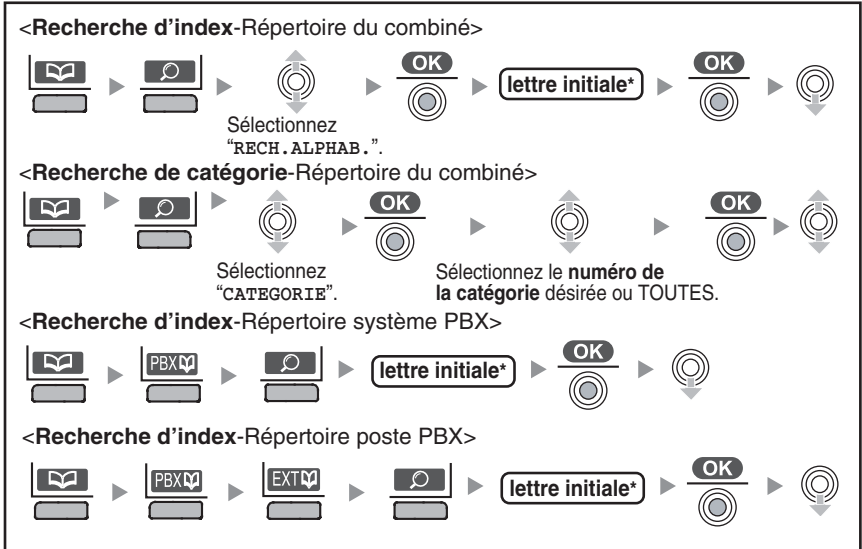 <Recherche d'index-Répertoire du combiné>
OK lettre initiale* OK
Sélectionnez
“RECH.ALPHAB.”.
<Recherche de catégorie-Répertoire du combiné>
OK OK
Sélectionnez
“CATEGORIE”.
Sélectionnez le numéro de
la catégorie désirée ou TOUTES.
<Recherche d'index-Répertoire système PBX>
PBX lettre initiale* OK
<Recherche d'index-Répertoire poste PBX>
PBX EXT lettre initiale* OK